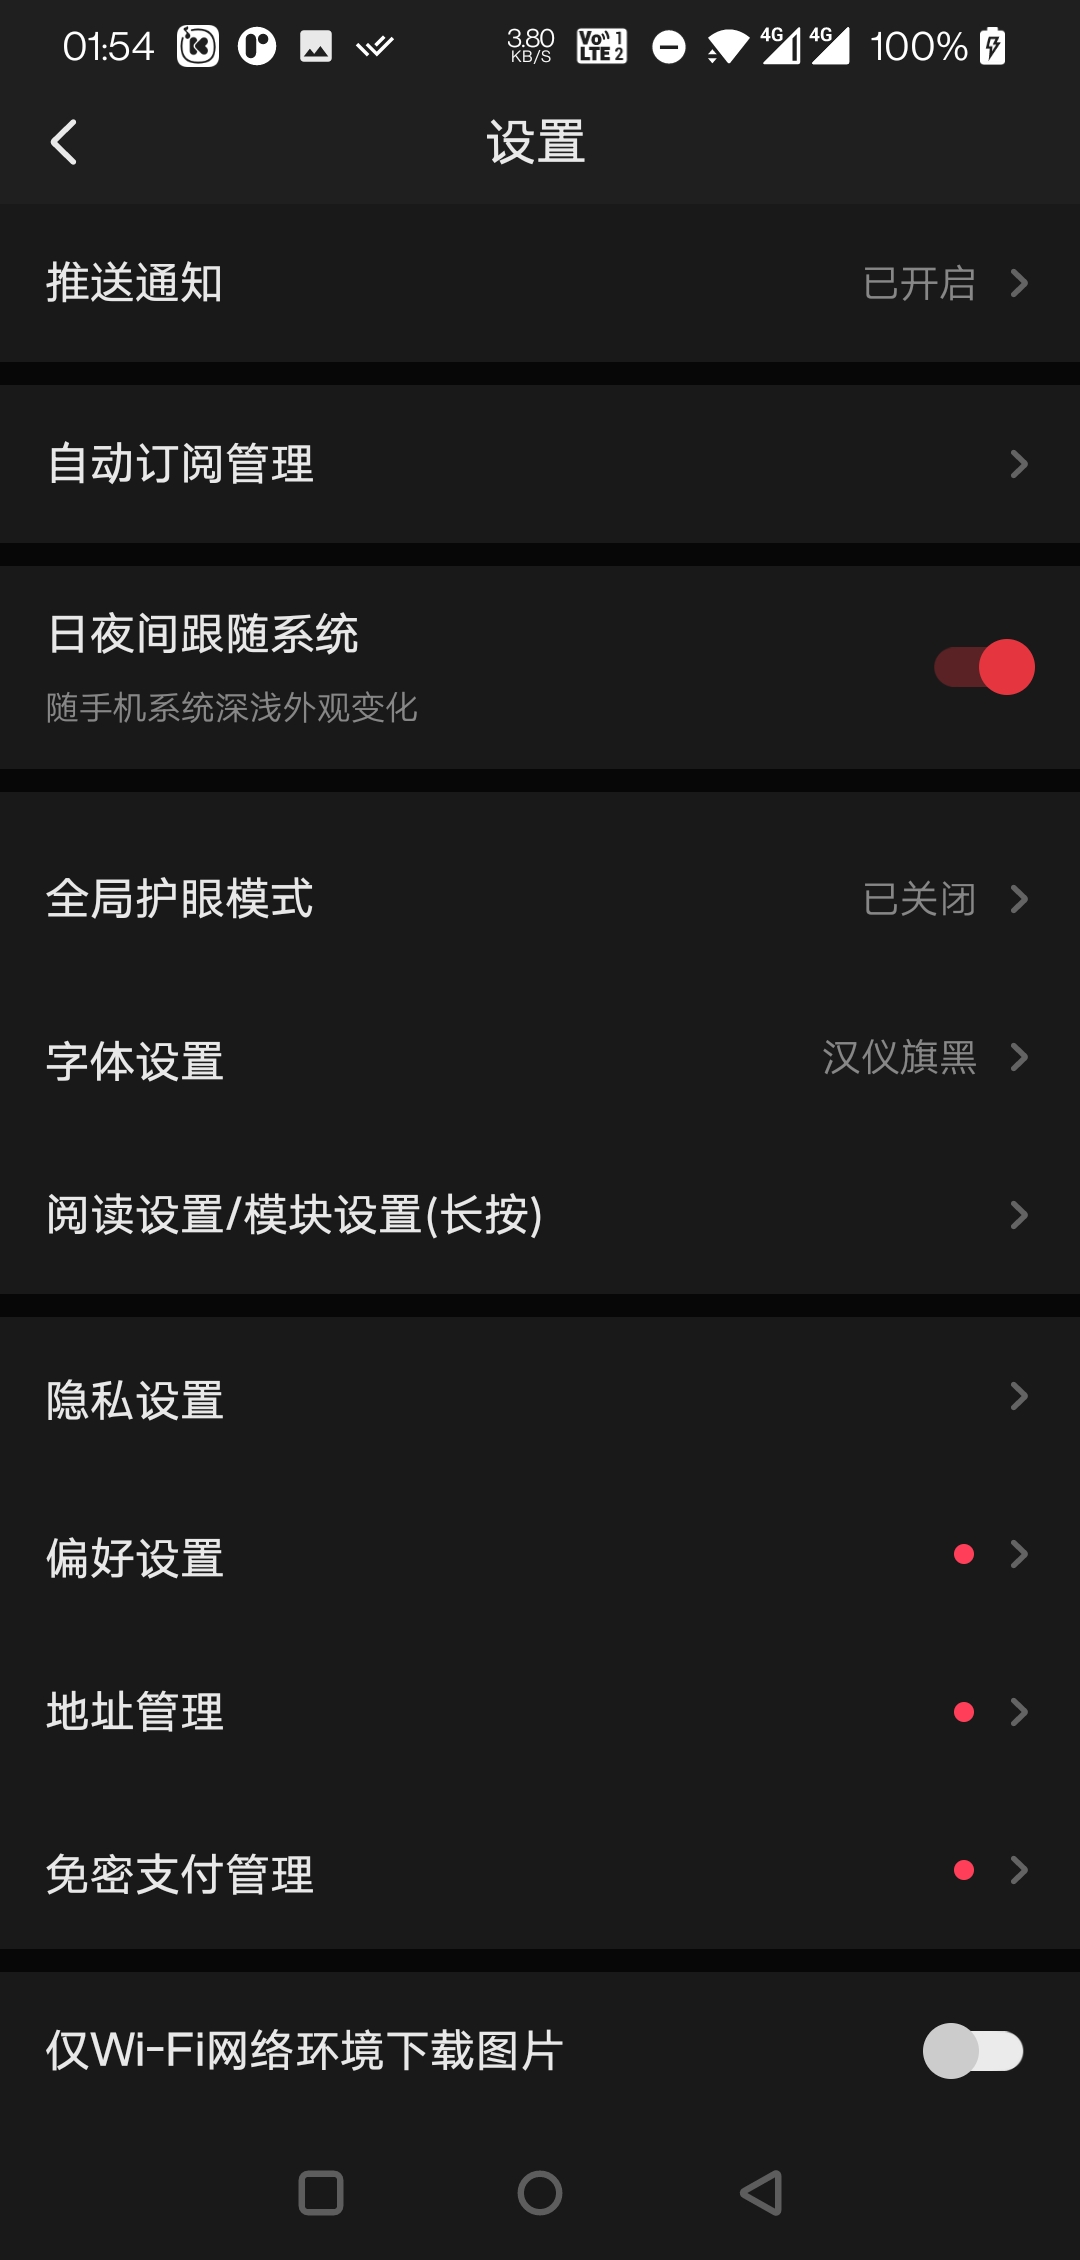 01:54 3.80 KB/S Vo LTE 1 2 4G 4G 100%
设置
推送通知 已开启
自动订阅管理
日夜间跟随系统
随手机系统深浅外观变化
全局护眼模式 已关闭
字体设置 汉仪旗黑
阅读设置/模块设置(长按)
隐私设置
偏好设置
地址管理
免密支付管理
仅Wi-Fi网络环境下载图片